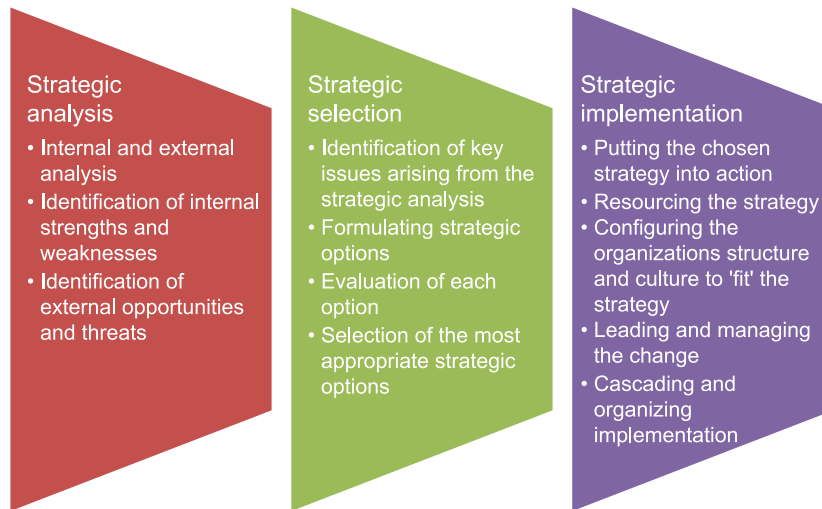 Strategic
analysis
• Internal and external
analysis
• Identification of internal
strengths and
weaknesses
• Identification of
external opportunities
and threats
Strategic
selection
• Identification of key
issues arising from the
strategic analysis
• Formulating strategic
options
• Evaluation of each
option
• Selection of the most
appropriate strategic
options
Strategic
implementation
• Putting the chosen
strategy into action
• Resourcing the strategy
• Configuring the
organizations structure
and culture to 'fit' the
strategy
• Leading and managing
the change
• Cascading and
organizing
implementation